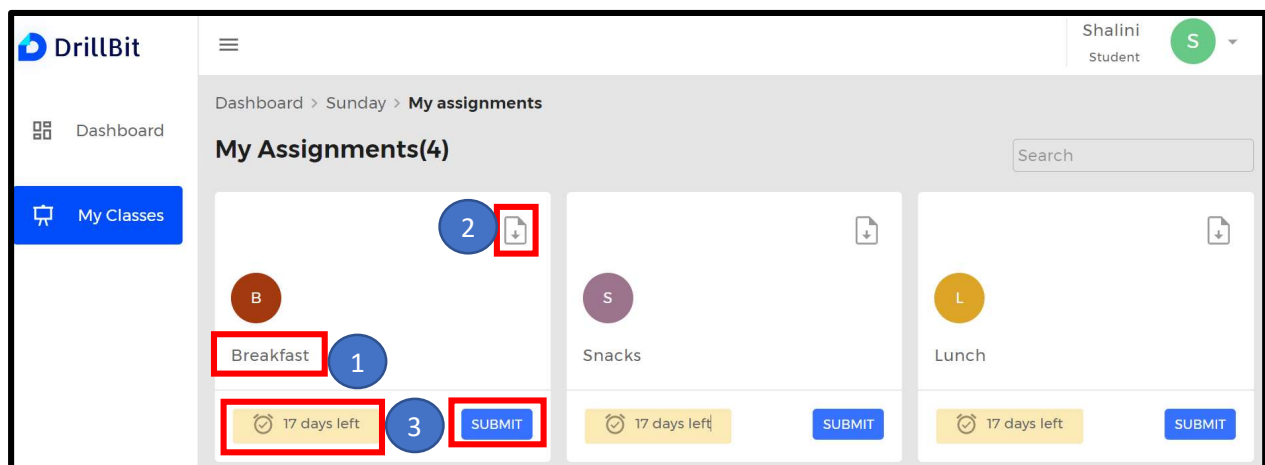 DrillBit
Shalini
Student
S
Dashboard > Sunday > My assignments
Dashboard
My Assignments(4)
Search
My Classes
2
B
S
L
Breakfast
1
Snacks
Lunch
17 days left
3
SUBMIT
17 days left
SUBMIT
17 days left
SUBMIT